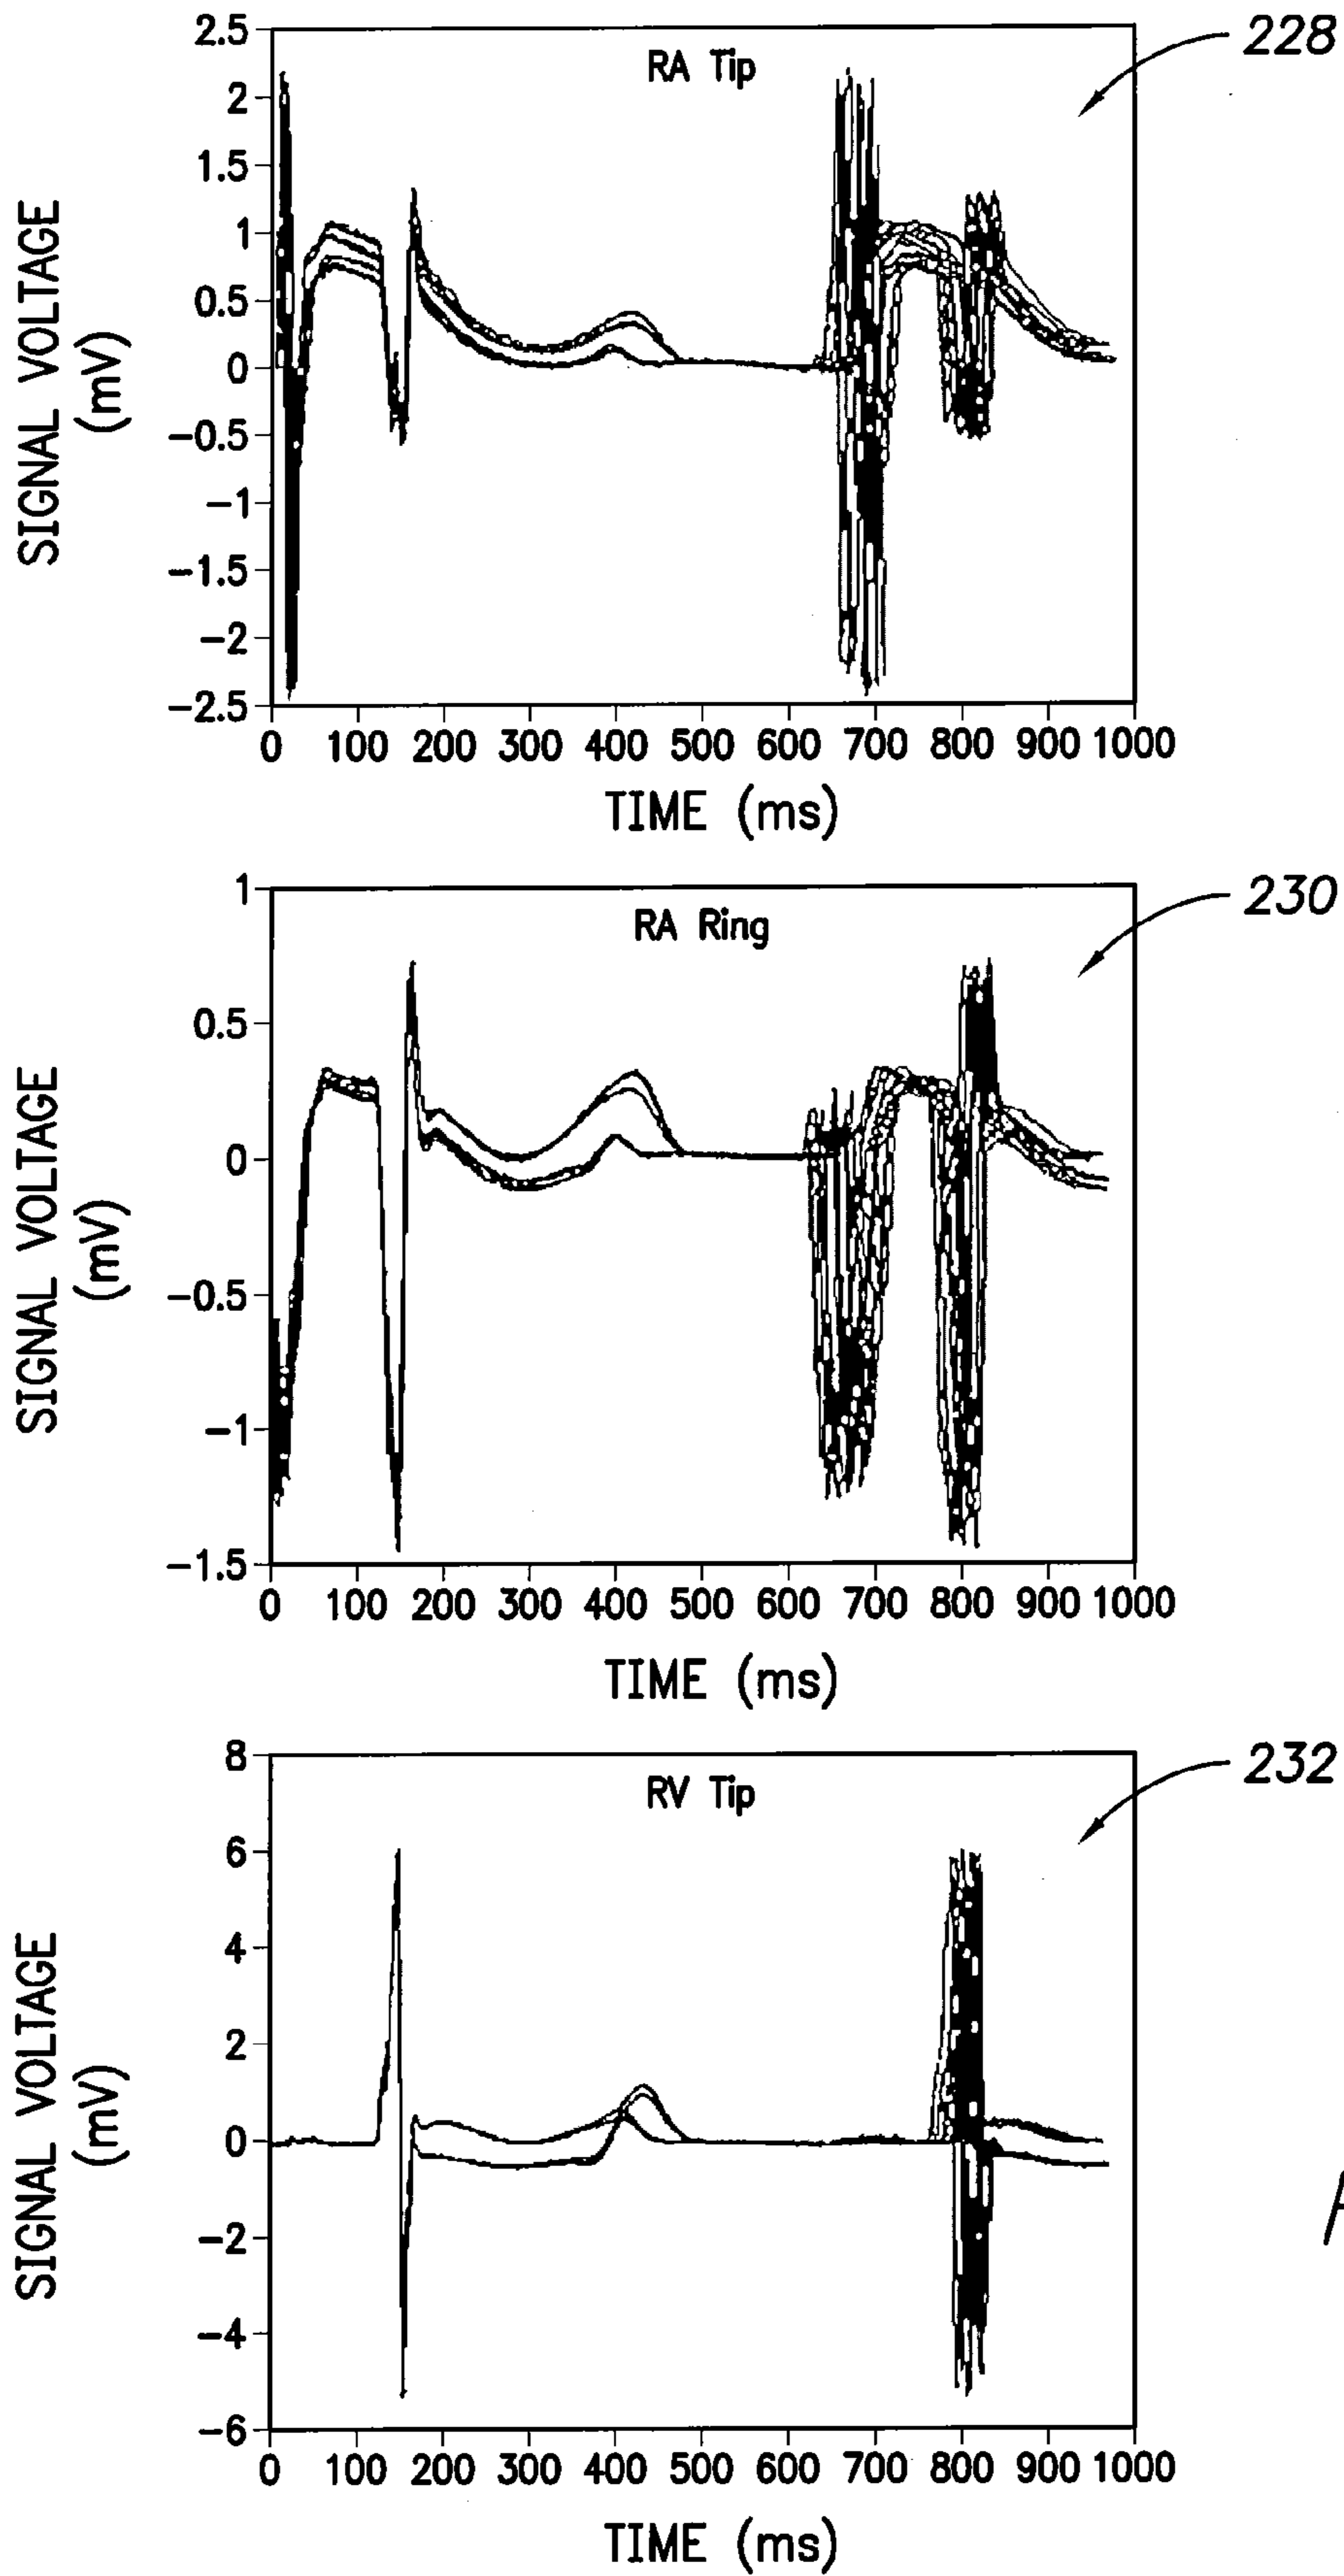 228
RA Tip
SIGNAL VOLTAGE
(mV)
2.5
2
1.5
1
0.5
0
−0.5
−1
−1.5
−2
−2.5
0 100 200 300 400 500 600 700 800 900 1000
TIME (ms)
230
RA Ring
SIGNAL VOLTAGE
(mV)
1
0.5
0
−0.5
−1
−1.5
0 100 200 300 400 500 600 700 800 900 1000
TIME (ms)
232
RV Tip
SIGNAL VOLTAGE
(mV)
8
6
4
2
0
−2
−4
−6
0 100 200 300 400 500 600 700 800 900 1000
TIME (ms)